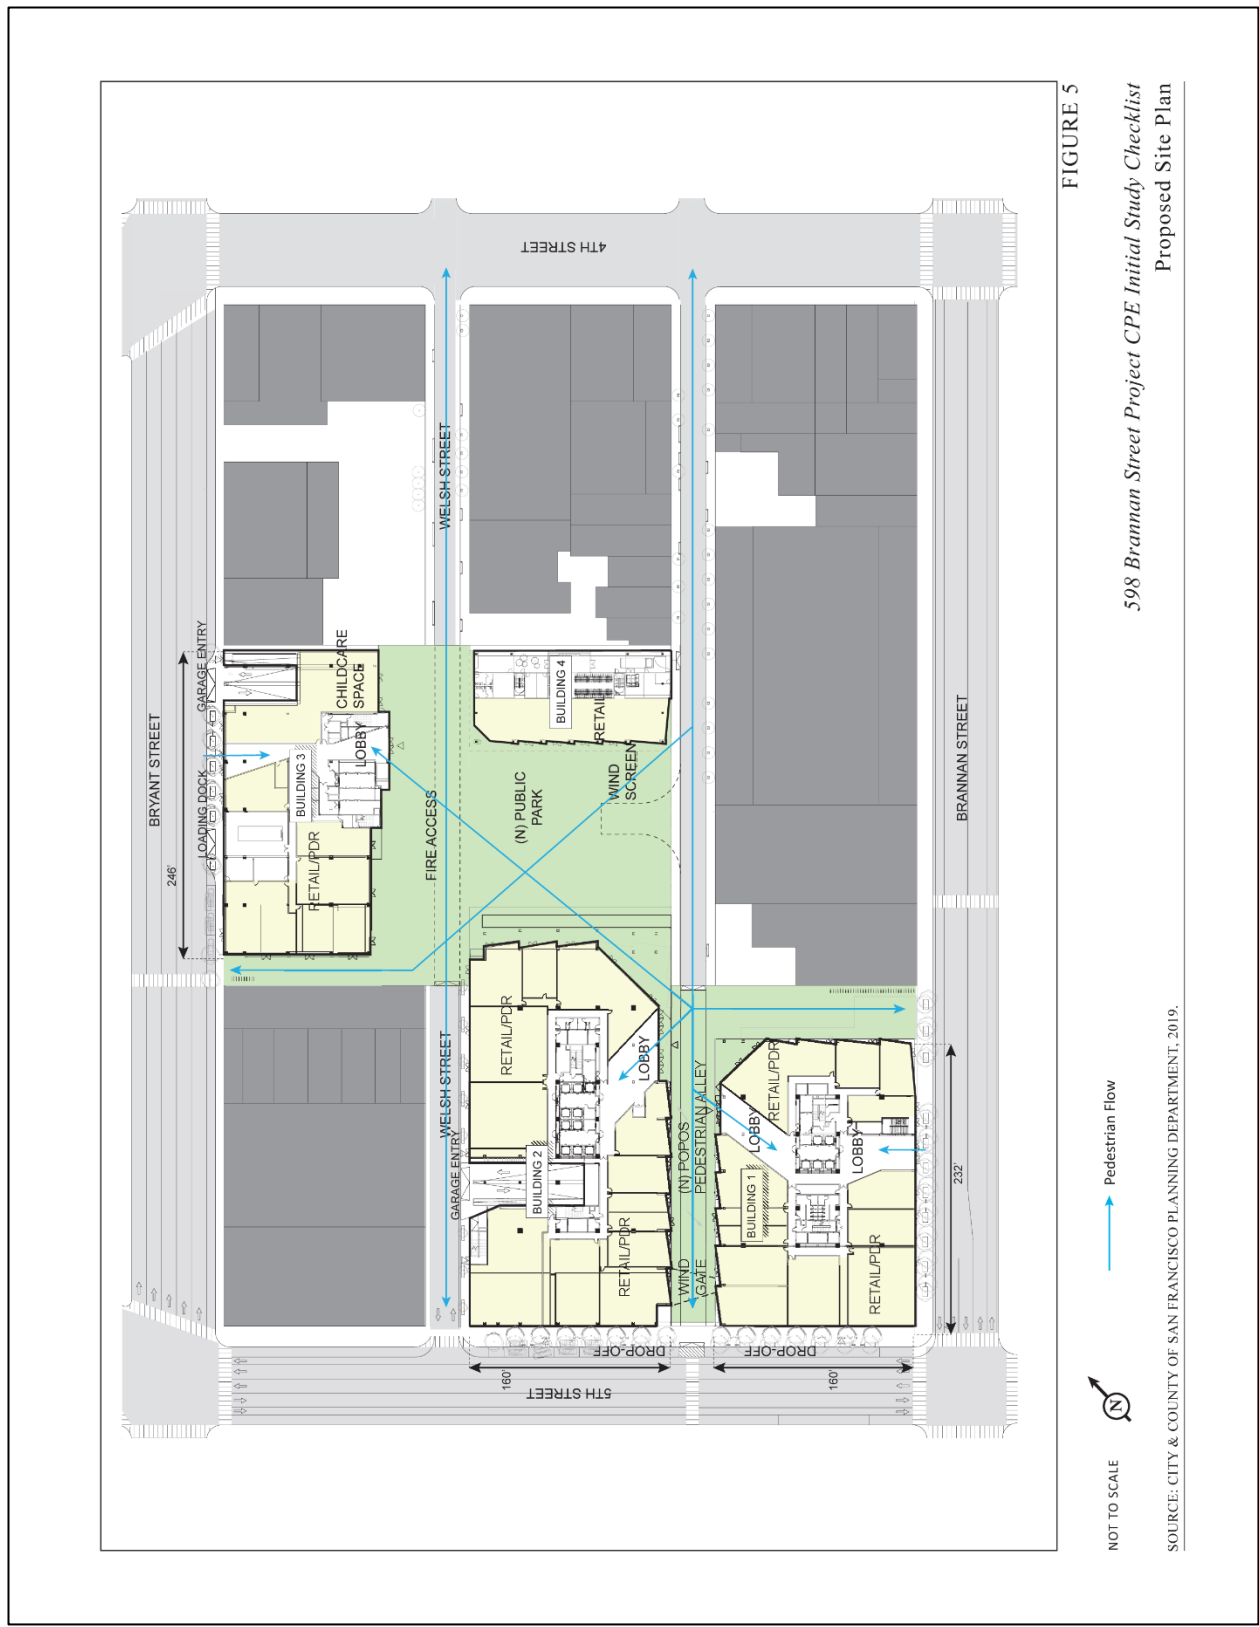 4TH STREET
BRYANT STREET
GARAGE ENTRY
LOADING DOCK
246'
CHILDCARE
SPACE
LOBBY
BUILDING 3
RETAIL/PDR
WELSH STREET
FIRE ACCESS
(N) PUBLIC
PARK
BUILDING 4
RETAIL
WIND
SCREEN
BRANNAN STREET
WELSH STREET
GARAGE ENTRY
RETAIL/PDR
LOBBY
BUILDING 2
RETAIL/PDR
(N) POPOS
PEDESTRIAN ALLEY
WIND
GATE
RETAIL/PDR
LOBBY
LOBBY
BUILDING 1
RETAIL/PDR
232'
DROP-OFF
DROP-OFF
160'
160'
5TH STREET
Pedestrian Flow
N
NOT TO SCALE
SOURCE: CITY & COUNTY OF SAN FRANCISCO PLANNING DEPARTMENT, 2019.
FIGURE 5
598 Brannan Street Project CPE Initial Study Checklist
Proposed Site Plan